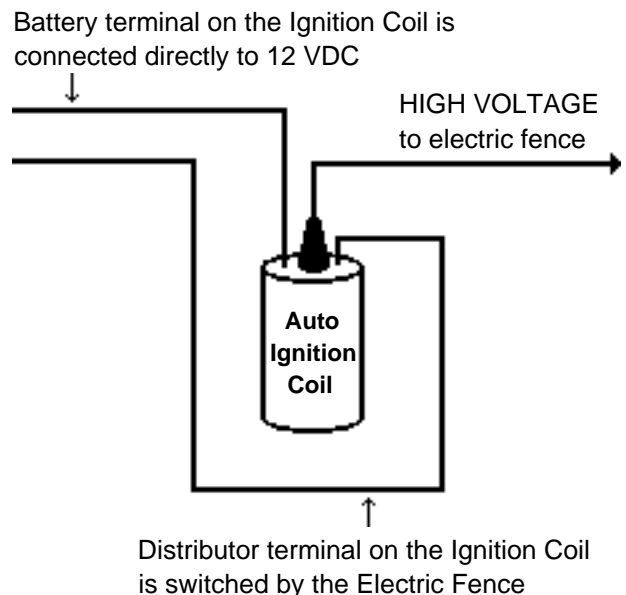 Battery terminal on the Ignition Coil is
connected directly to 12 VDC
HIGH VOLTAGE
to electric fence
Auto
Ignition
Coil
Distributor terminal on the Ignition Coil
is switched by the Electric Fence